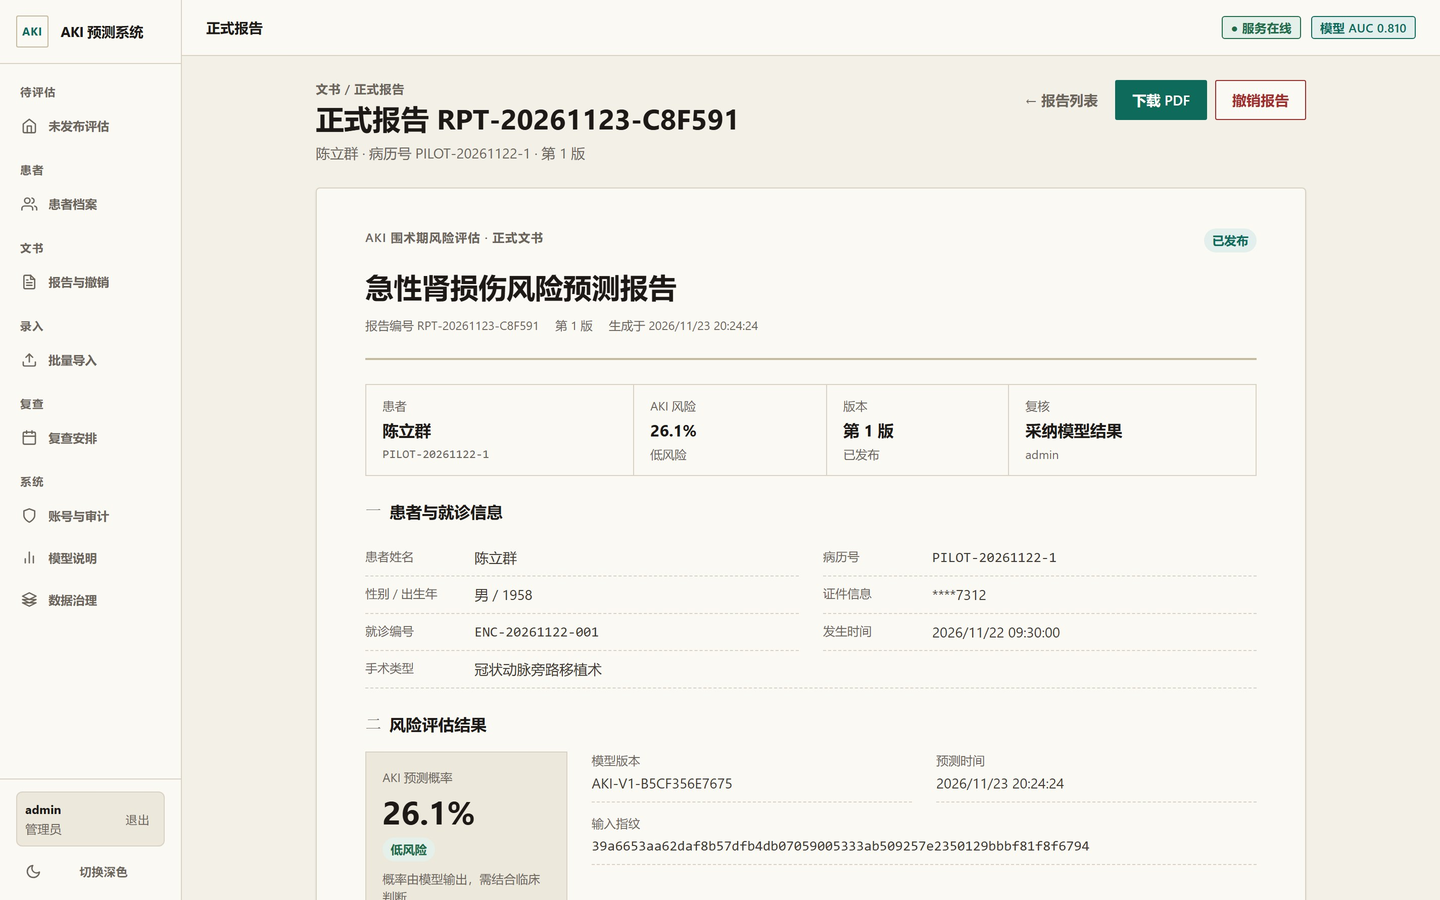 AKI
AKI 预测系统
待评估
未发布评估
患者
患者档案
文书
报告与撤销
录入
批量导入
复查
复查安排
系统
账号与审计
模型说明
数据治理
admin
管理员
退出
切换深色
正式报告
服务在线
模型 AUC 0.810
文书 / 正式报告
正式报告 RPT-20261123-C8F591
陈立群 · 病历号 PILOT-20261122-1 · 第 1 版
← 报告列表
下载 PDF
撤销报告
AKI 围术期风险评估 · 正式文书
已发布
急性肾损伤风险预测报告
报告编号 RPT-20261123-C8F591 第 1 版 生成于 2026/11/23 20:24:24
患者
陈立群
PILOT-20261122-1
AKI 风险
26.1%
低风险
版本
第 1 版
已发布
复核
采纳模型结果
admin
一 患者与就诊信息
患者姓名 陈立群
病历号 PILOT-20261122-1
性别 / 出生年 男 / 1958
证件信息 ****7312
就诊编号 ENC-20261122-001
发生时间 2026/11/22 09:30:00
手术类型 冠状动脉旁路移植术
二 风险评估结果
AKI 预测概率
26.1%
低风险
概率由模型输出，需结合临床
判断
模型版本
AKI-V1-B5CF356E7675
预测时间
2026/11/23 20:24:24
输入指纹
39a6653aa62daf8b57dfb4db07059005333ab509257e2350129bbbf81f8f6794